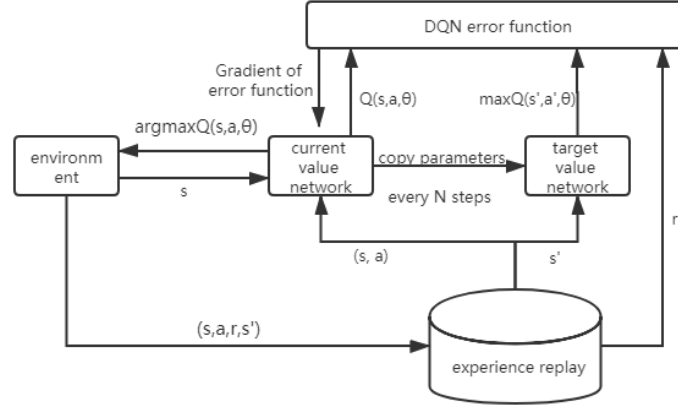 DQN error function
Gradient of
error function
Q(s,a,θ)
maxQ(s',a',θ)
r
argmaxQ(s,a,θ)
environm
ent
current
value
network
copy parameters
target
value
network
s
every N steps
(s, a)
s'
(s,a,r,s')
experience replay